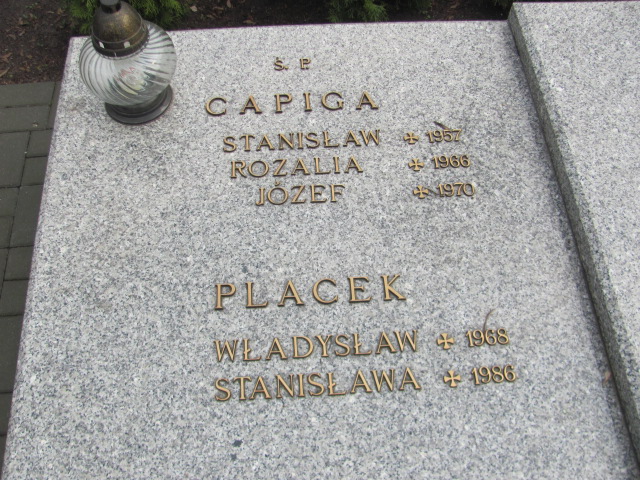 Ś. P.
CAPIGA
STANISŁAW ✠ 1957
ROZALIA ✠ 1966
JÓZEF ✠ 1970
PLACEK
WŁADYSŁAW ✠ 1968
STANISŁAWA ✠ 1986